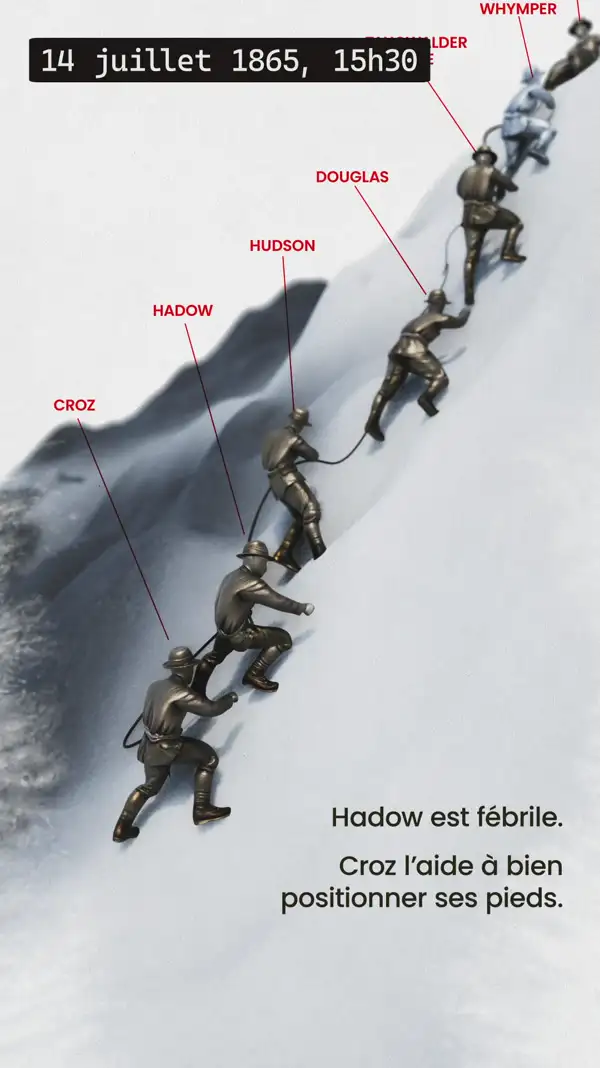 WHYMPER
14 juillet 1865, 15h30
DOUGLAS
HUDSON
HADOW
CROZ
Hadow est fébrile.
Croz l’aide à bien
positionner ses pieds.